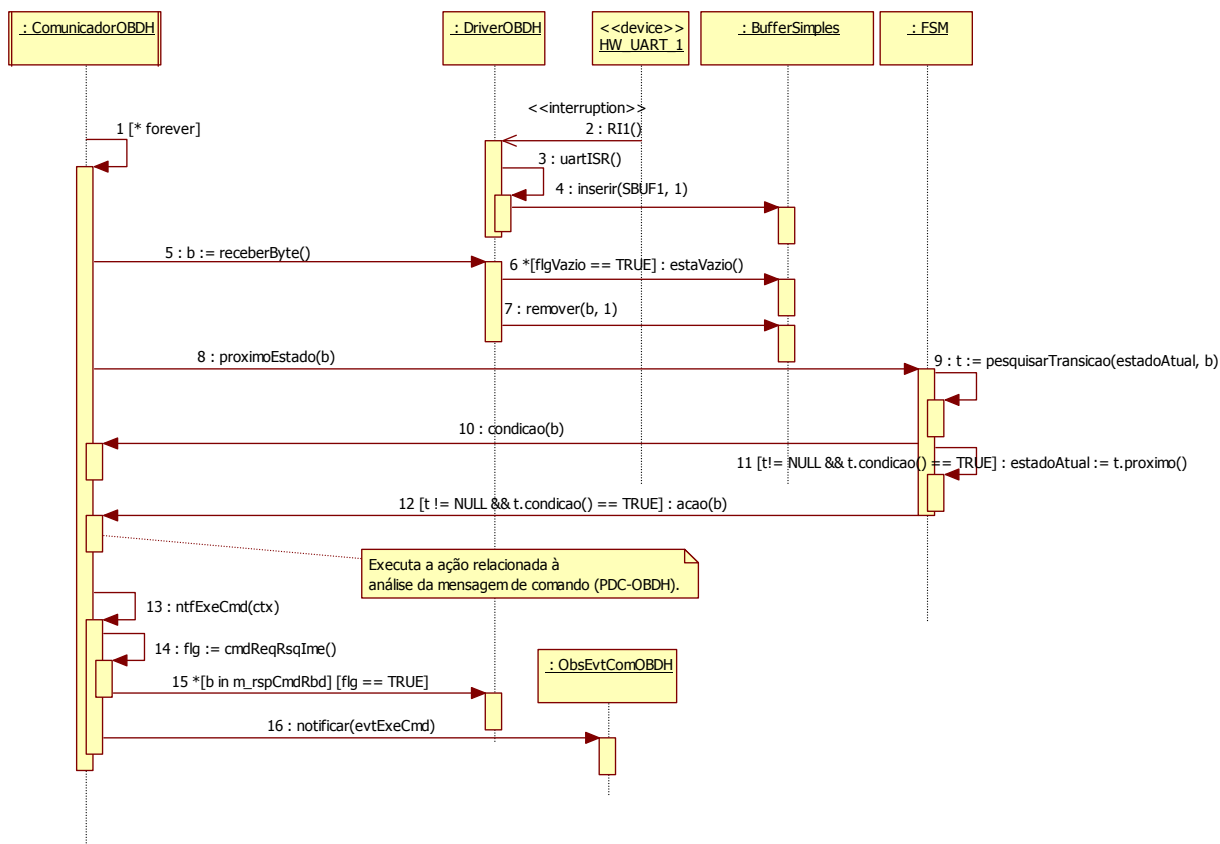 : ComunicadorOBDH
: DriverOBDH
<<device>>
HW_UART_1
: BufferSimples
: FSM
<<interruption>>
1 [* forever]
2 : RI1()
3 : uartISR()
4 : inserir(SBUF1, 1)
5 : b := receberByte()
6 *[flgVazio == TRUE] : estaVazio()
7 : remover(b, 1)
8 : proximoEstado(b)
9 : t := pesquisarTransicao(estadoAtual, b)
10 : condicao(b)
11 [t!= NULL && t.condicao() == TRUE] : estadoAtual := t.proximo()
12 [t != NULL && t.condicao() == TRUE] : acao(b)
Executa a ação relacionada à
análise da mensagem de comando (PDC-OBDH).
13 : ntfExeCmd(ctx)
14 : flg := cmdReqRsqIme()
: ObsEvtComOBDH
15 *[b in m_rspCmdRbd] [flg == TRUE]
16 : notificar(evtExeCmd)